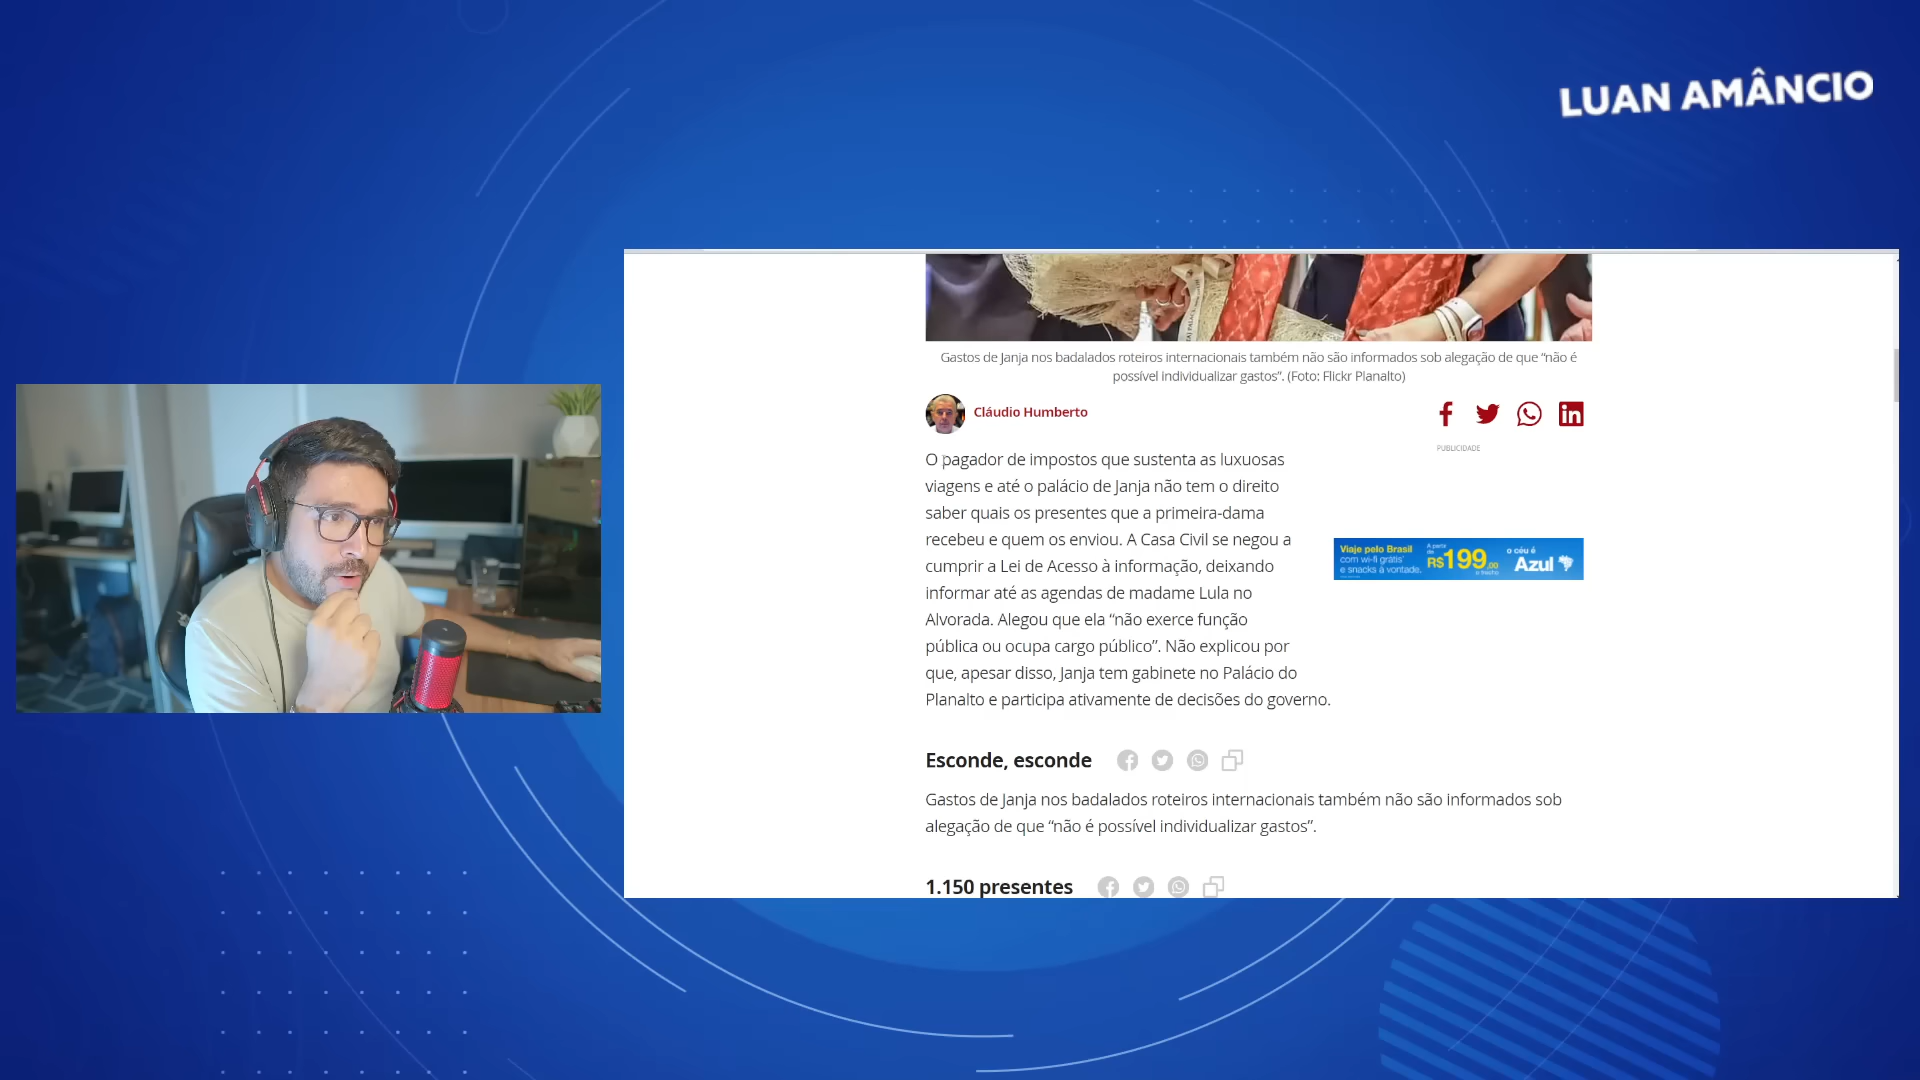 LUAN AMÂNCIO
Gastos de Janja nos badalados roteiros internacionais também não são informados sob alegação de que “não é
possível individualizar gastos”. (Foto: Flickr Planalto)
Cláudio Humberto
PUBLICIDADE
O pagador de impostos que sustenta as luxuosas
viagens e até o palácio de Janja não tem o direito
saber quais os presentes que a primeira-dama
recebeu e quem os enviou. A Casa Civil se negou a
cumprir a Lei de Acesso à informação, deixando
informar até as agendas de madame Lula no
Alvorada. Alegou que ela “não exerce função
pública ou ocupa cargo público”. Não explicou por
que, apesar disso, Janja tem gabinete no Palácio do
Planalto e participa ativamente de decisões do governo.
Viaje pelo Brasil
com wi-fi grátis*
e snacks à vontade.
A partir
de
R$199,00
o trecho
o céu é
Azul
Esconde, esconde
Gastos de Janja nos badalados roteiros internacionais também não são informados sob
alegação de que “não é possível individualizar gastos”.
1.150 presentes